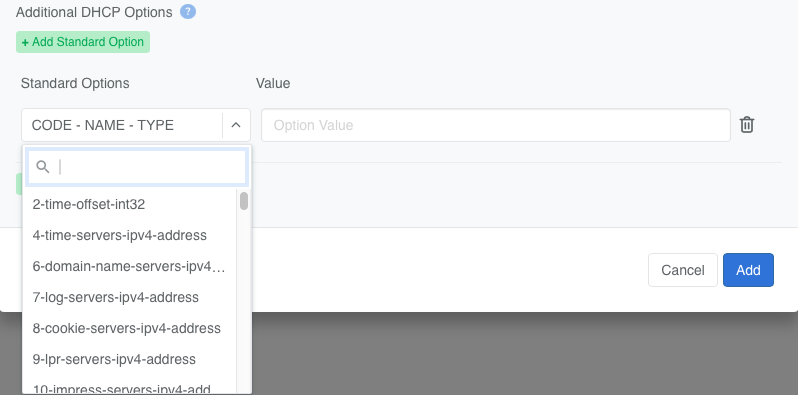 Additional DHCP Options ?
+ Add Standard Option
Standard Options
Value
CODE - NAME - TYPE
Option Value
2-time-offset-int32
4-time-servers-ipv4-address
6-domain-name-servers-ipv4...
7-log-servers-ipv4-address
8-cookie-servers-ipv4-address
9-lpr-servers-ipv4-address
10-impress-servers-ipv4-add
Cancel
Add